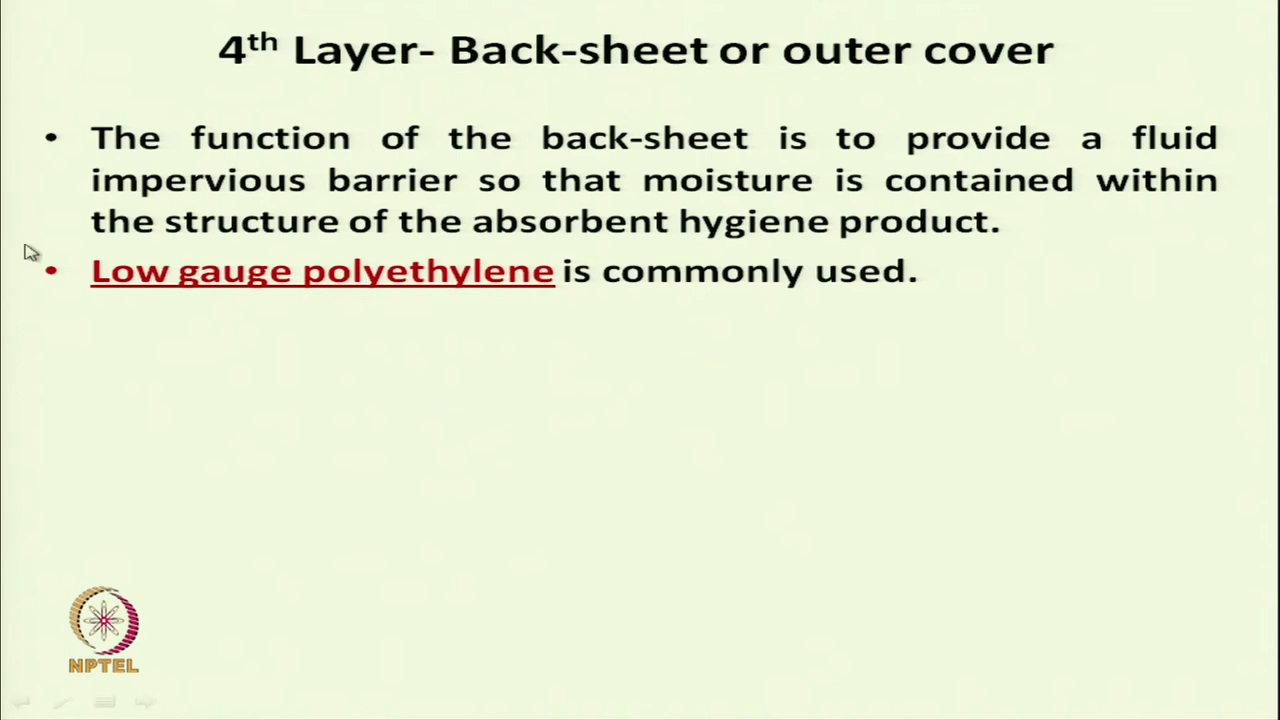 4th Layer- Back-sheet or outer cover
• The function of the back-sheet is to provide a fluid
impervious barrier so that moisture is contained within
the structure of the absorbent hygiene product.
• Low gauge polyethylene is commonly used.
NPTEL